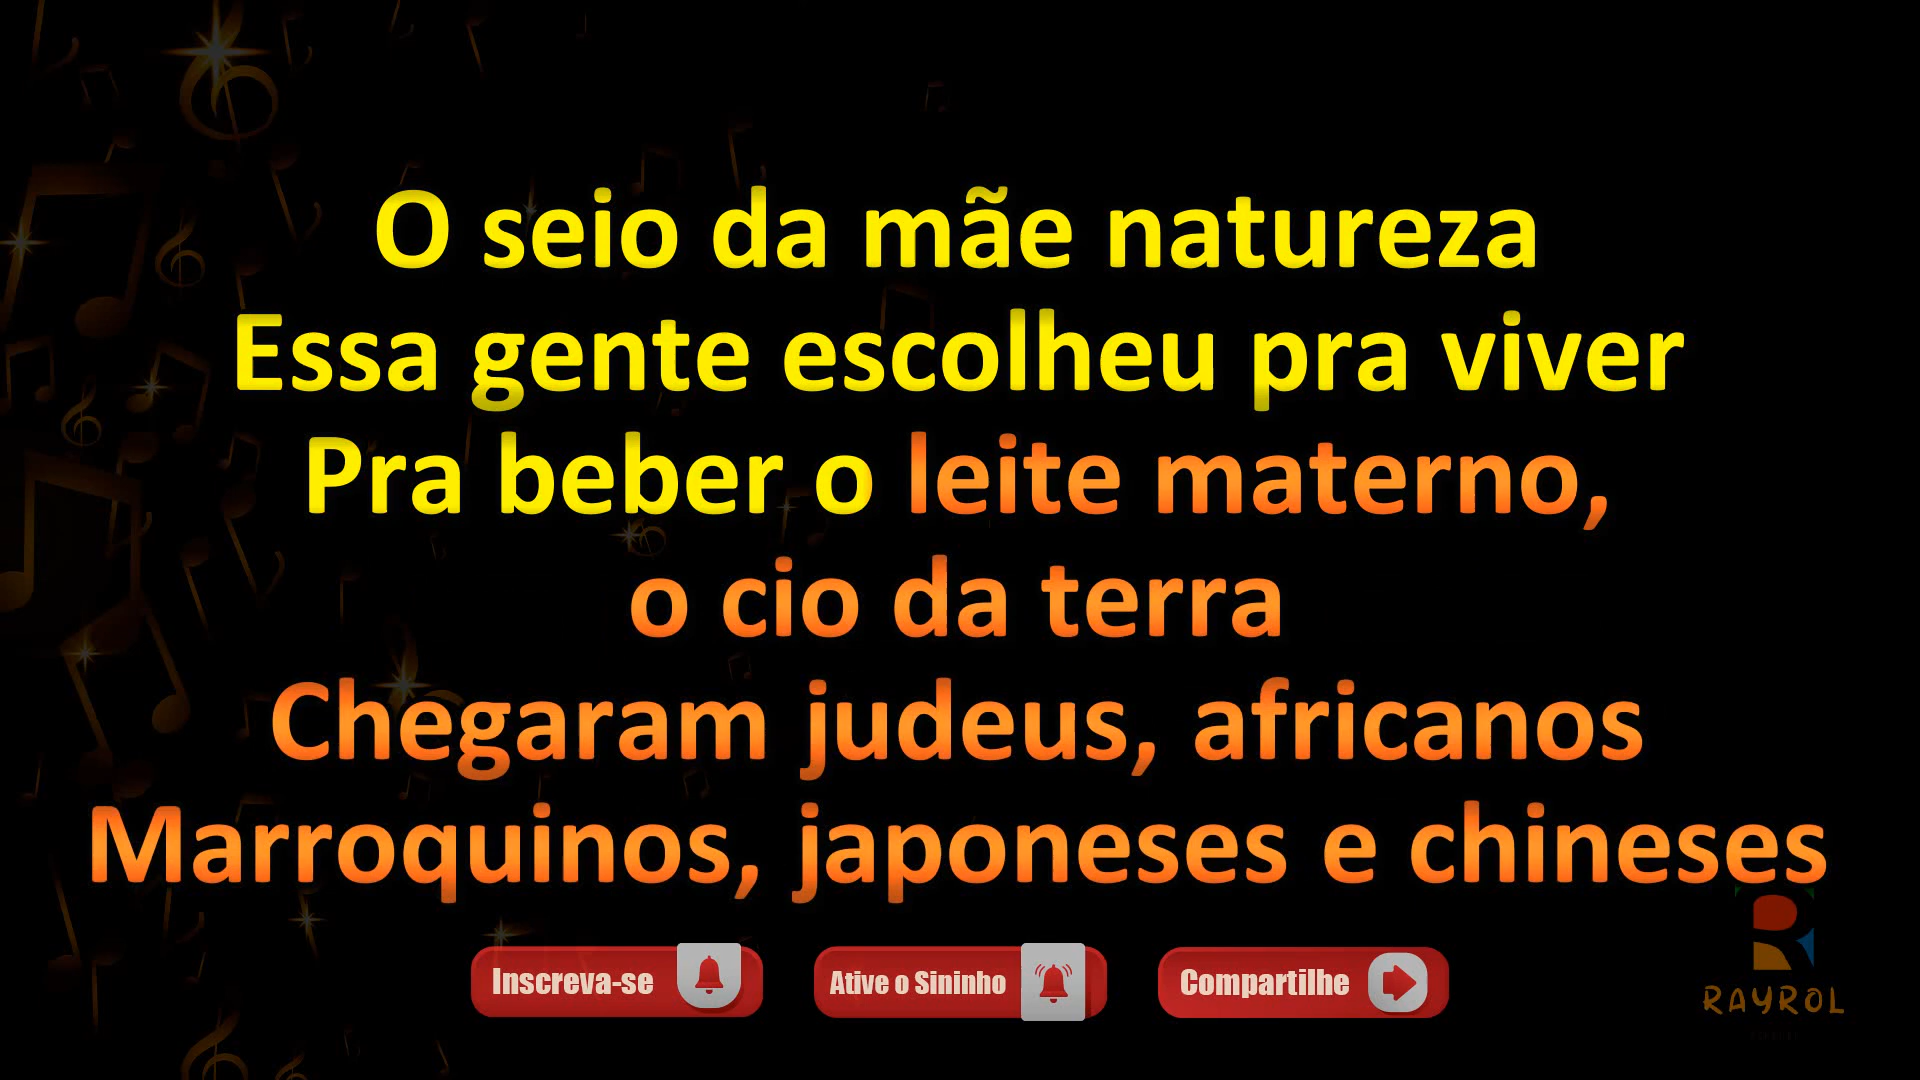 O seio da mãe natureza
Essa gente escolheu pra viver
Pra beber o leite materno,
o cio da terra
Chegaram judeus, africanos
Marroquinos, japoneses e chineses
Inscreva-se
Ative o Sininho
Compartilhe
RAYROL